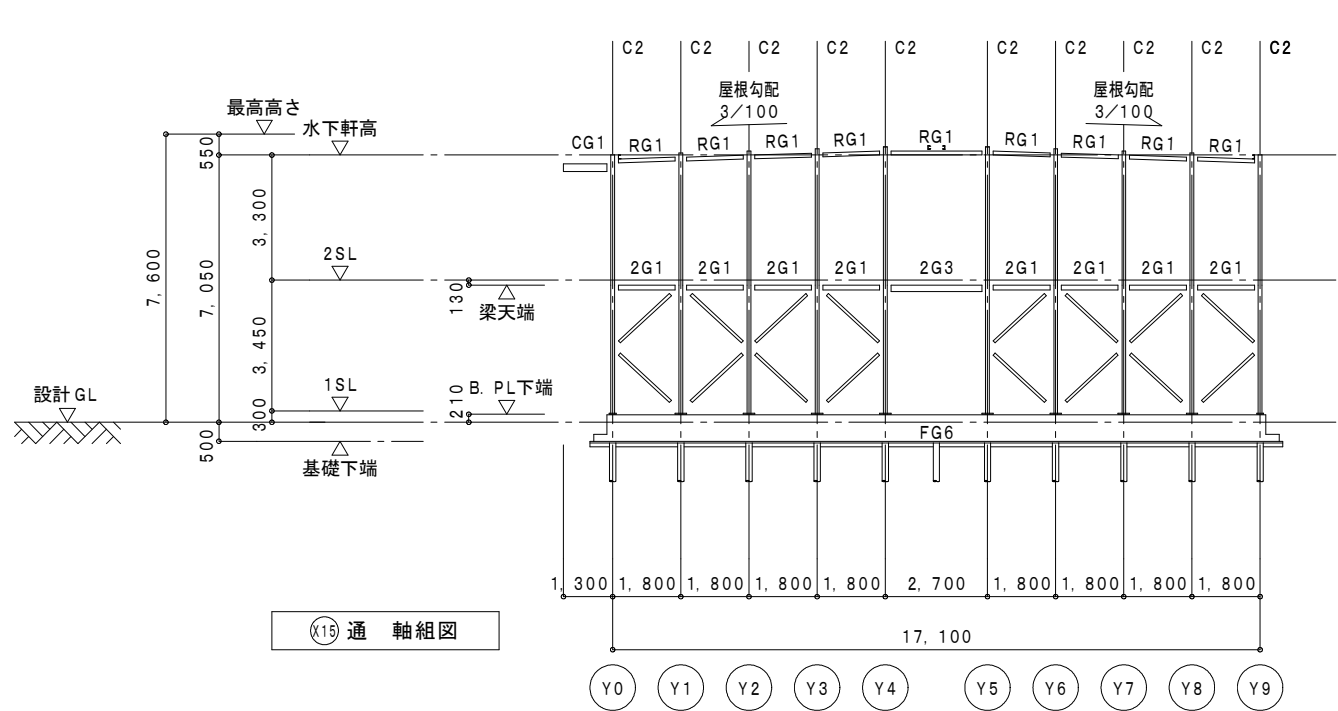 C2 C2 C2 C2 C2 C2 C2 C2 C2 C2
屋根勾配 屋根勾配
3/100 3/100
最高高さ
水下軒高
CG1 RG1 RG1 RG1 RG1 RG1 RG1 RG1 RG1 RG1
550
3,300
7,600
7,050
2SL
130
梁天端
2G1 2G1 2G1 2G1 2G3 2G1 2G1 2G1 2G1
3,450
設計GL
1SL
300
210
B.PL下端
500
基礎下端
FG6
1,300 1,800 1,800 1,800 1,800 2,700 1,800 1,800 1,800 1,800
17,100
X15 通 軸組図
Y0 Y1 Y2 Y3 Y4 Y5 Y6 Y7 Y8 Y9